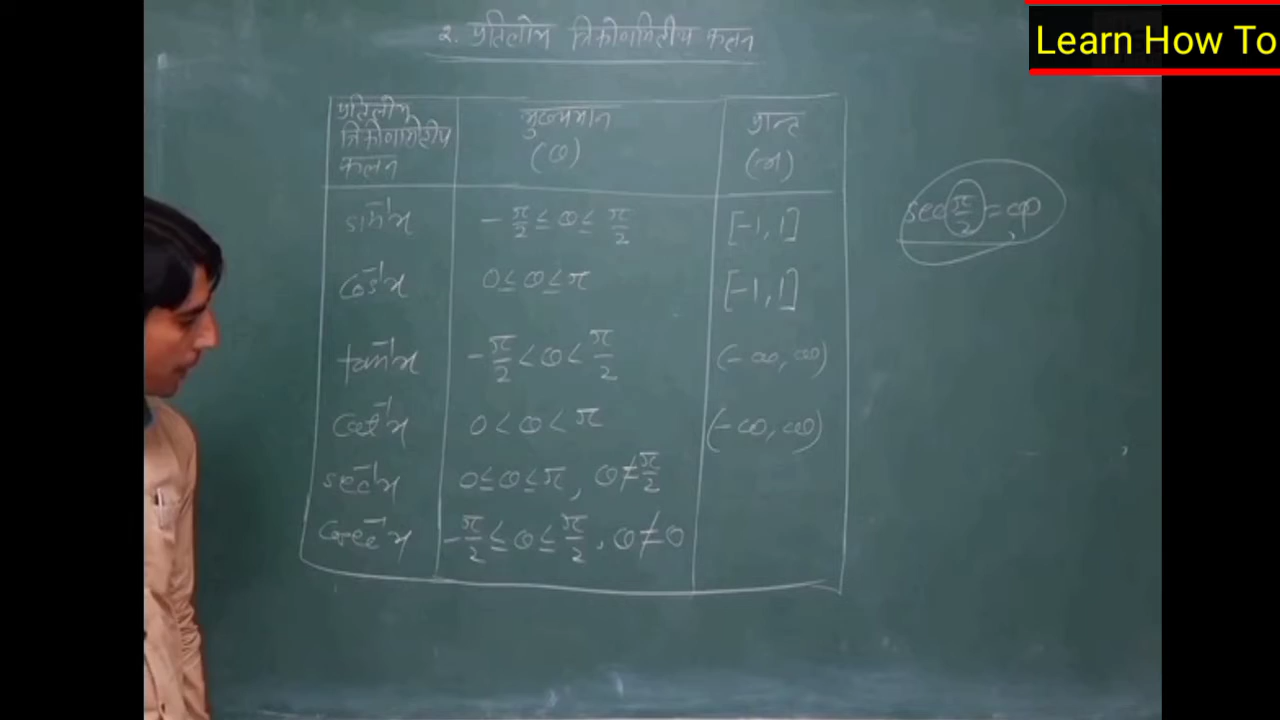 Learn How To
२. प्रतिलोम त्रिकोणमितीय फलन
प्रतिलोम
त्रिकोणमितीय
फलन
मुख्यमान
(θ)
प्रान्त
(x)
sin⁻¹x
-π/2 ≤ θ ≤ π/2
[-1, 1]
cos⁻¹x
0 ≤ θ ≤ π
[-1, 1]
tan⁻¹x
-π/2 < θ < π/2
(-∞, ∞)
cot⁻¹x
0 < θ < π
(-∞, ∞)
sec⁻¹x
0 ≤ θ ≤ π, θ ≠ π/2
cosec⁻¹x
-π/2 ≤ θ ≤ π/2, θ ≠ 0
sec π/2 = ∞